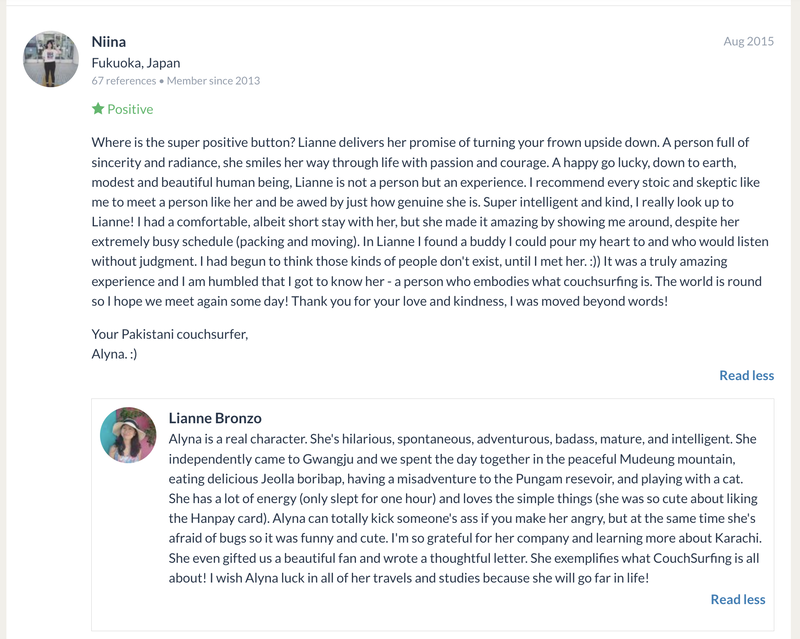 Niina
Aug 2015
Fukuoka, Japan
67 references • Member since 2013
Positive
Where is the super positive button? Lianne delivers her promise of turning your frown upside down. A person full of
sincerity and radiance, she smiles her way through life with passion and courage. A happy go lucky, down to earth,
modest and beautiful human being, Lianne is not a person but an experience. I recommend every stoic and skeptic like
me to meet a person like her and be awed by just how genuine she is. Super intelligent and kind, I really look up to
Lianne! I had a comfortable, albeit short stay with her, but she made it amazing by showing me around, despite her
extremely busy schedule (packing and moving). In Lianne I found a buddy I could pour my heart to and who would listen
without judgment. I had begun to think those kinds of people don't exist, until I met her. :)) It was a truly amazing
experience and I am humbled that I got to know her - a person who embodies what couchsurfing is. The world is round
so I hope we meet again some day! Thank you for your love and kindness, I was moved beyond words!
Your Pakistani couchsurfer,
Alyna. :)
Read less
Lianne Bronzo
Alyna is a real character. She's hilarious, spontaneous, adventurous, badass, mature, and intelligent. She
independently came to Gwangju and we spent the day together in the peaceful Mudeung mountain,
eating delicious Jeolla boribap, having a misadventure to the Pungam resevoir, and playing with a cat.
She has a lot of energy (only slept for one hour) and loves the simple things (she was so cute about liking
the Hanpay card). Alyna can totally kick someone's ass if you make her angry, but at the same time she's
afraid of bugs so it was funny and cute. I'm so grateful for her company and learning more about Karachi.
She even gifted us a beautiful fan and wrote a thoughtful letter. She exemplifies what CouchSurfing is all
about! I wish Alyna luck in all of her travels and studies because she will go far in life!
Read less